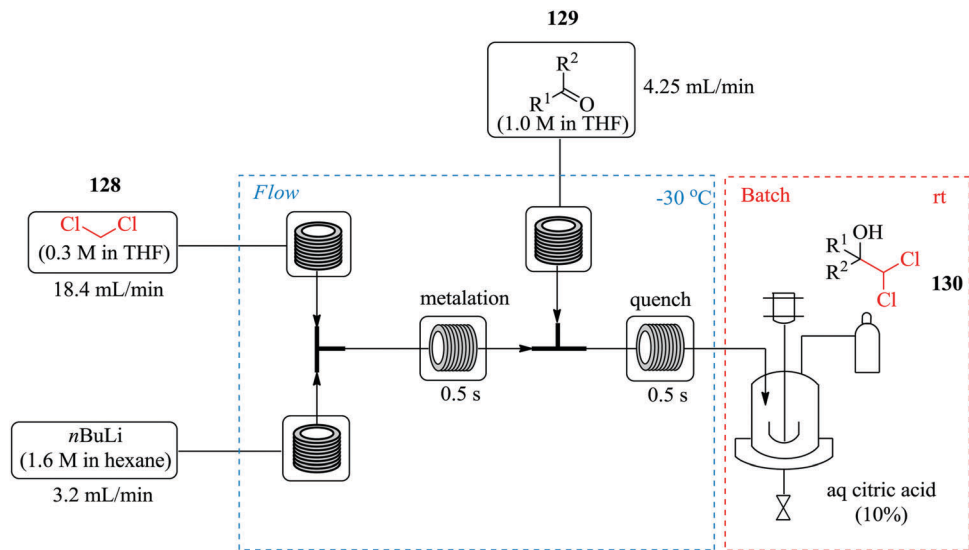 129
R²
R¹
O
(1.0 M in THF)
4.25 mL/min
128
Cl
Cl
(0.3 M in THF)
18.4 mL/min
Flow
-30 °C
Batch
rt
R¹
OH
R²
Cl
Cl
130
metalation
0.5 s
quench
0.5 s
nBuLi
(1.6 M in hexane)
3.2 mL/min
aq citric acid
(10%)